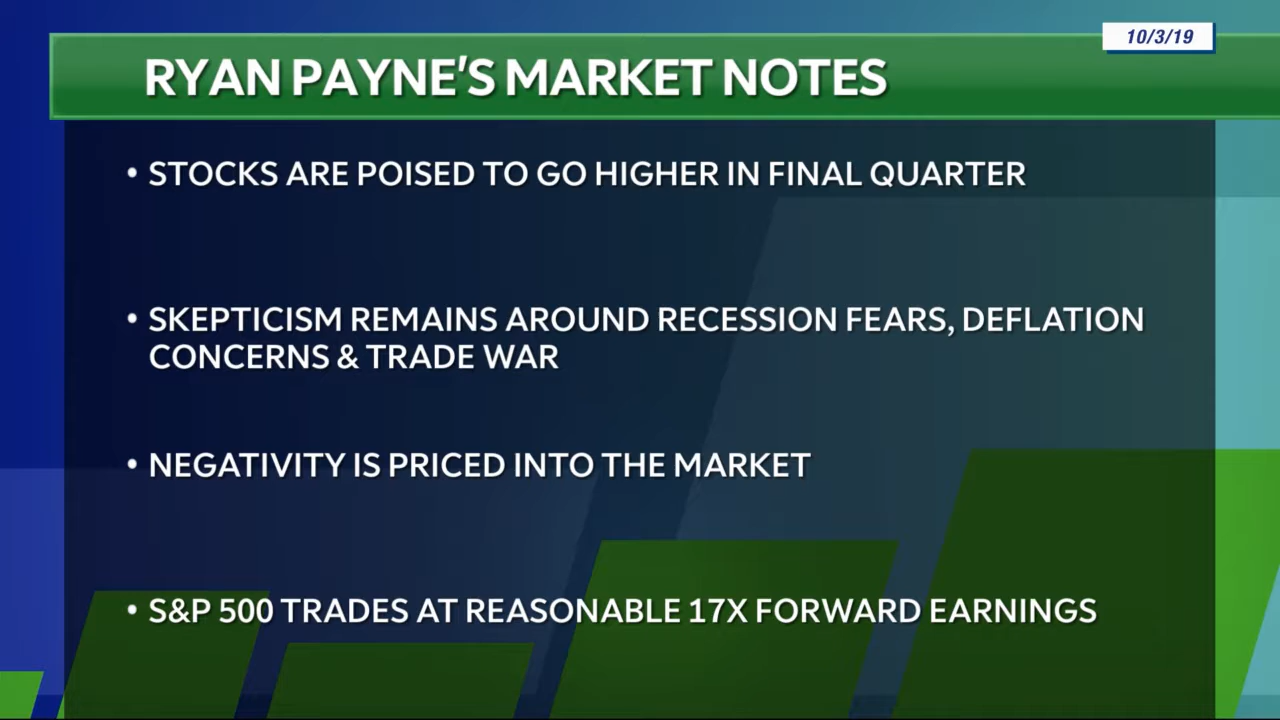 10/3/19
RYAN PAYNE'S MARKET NOTES
• STOCKS ARE POISED TO GO HIGHER IN FINAL QUARTER
• SKEPTICISM REMAINS AROUND RECESSION FEARS, DEFLATION
CONCERNS & TRADE WAR
• NEGATIVITY IS PRICED INTO THE MARKET
• S&P 500 TRADES AT REASONABLE 17X FORWARD EARNINGS